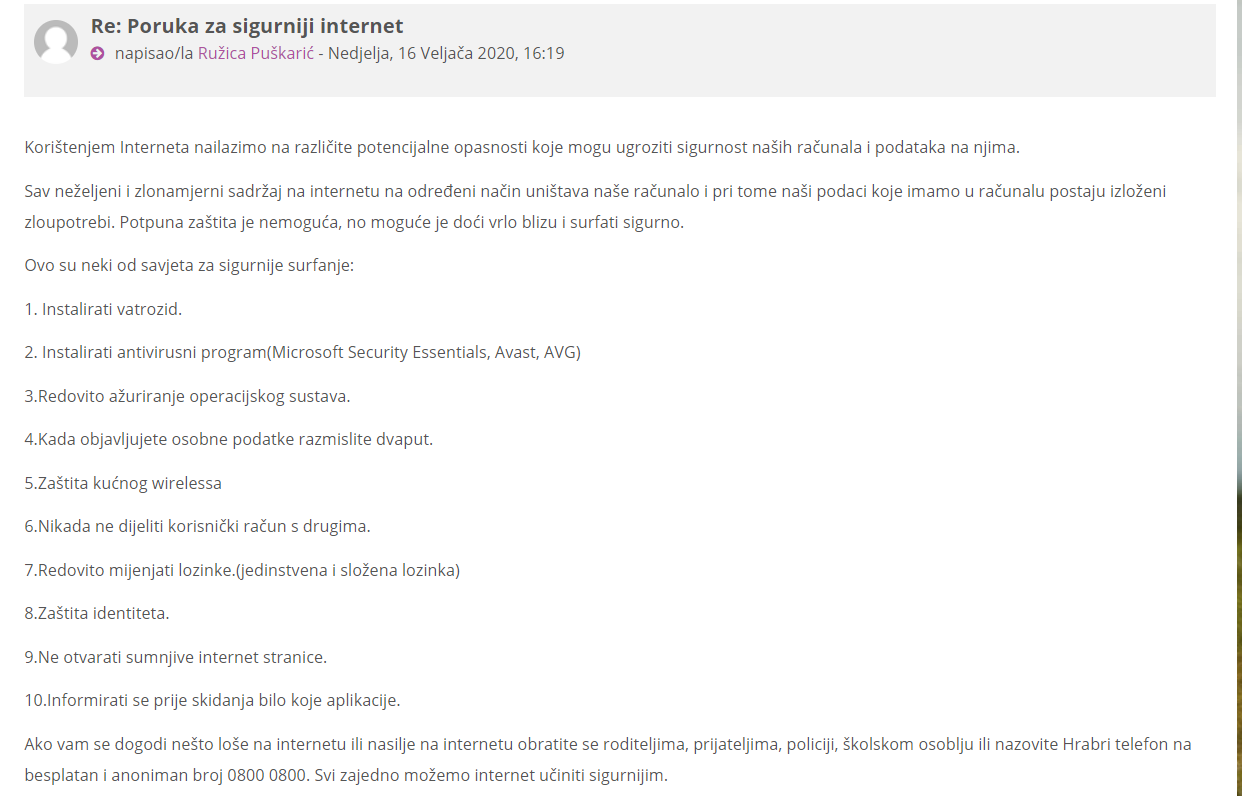 Re: Poruka za sigurniji internet
napisao/la Ružica Puškarić - Nedjelja, 16 Veljača 2020, 16:19
Korištenjem Interneta nailazimo na različite potencijalne opasnosti koje mogu ugroziti sigurnost naših računala i podataka na njima.
Sav neželjeni i zlonamjerni sadržaj na internetu na određeni način uništava naše računalo i pri tome naši podaci koje imamo u računalu postaju izloženi
zloupotrebi. Potpuna zaštita je nemoguća, no moguće je doći vrlo blizu i surfati sigurno.
Ovo su neki od savjeta za sigurnije surfanje:
1. Instalirati vatrozid.
2. Instalirati antivirusni program(Microsoft Security Essentials, Avast, AVG)
3.Redovito ažuriranje operacijskog sustava.
4.Kada objavljujete osobne podatke razmislite dvaput.
5.Zaštita kućnog wirelessa
6.Nikada ne dijeliti korisnički račun s drugima.
7.Redovito mijenjati lozinke.(jedinstvena i složena lozinka)
8.Zaštita identiteta.
9.Ne otvarati sumnjive internet stranice.
10.Informirati se prije skidanja bilo koje aplikacije.
Ako vam se dogodi nešto loše na internetu ili nasilje na internetu obratite se roditeljima, prijateljima, policiji, školskom osoblju ili nazovite Hrabri telefon na
besplatan i anoniman broj 0800 0800. Svi zajedno možemo internet učiniti sigurnijim.